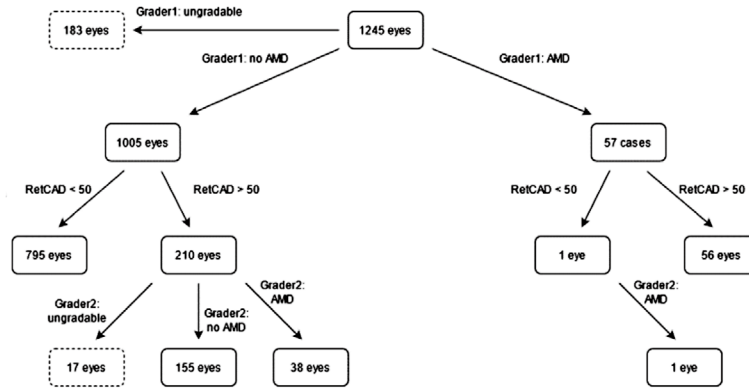 Grader1: ungradable
183 eyes
1245 eyes
Grader1: no AMD
Grader1: AMD
1005 eyes
57 cases
RetCAD < 50
RetCAD > 50
RetCAD < 50
RetCAD > 50
795 eyes
210 eyes
1 eye
56 eyes
Grader2:
ungradable
Grader2:
no AMD
Grader2:
AMD
Grader2:
AMD
17 eyes
155 eyes
38 eyes
1 eye